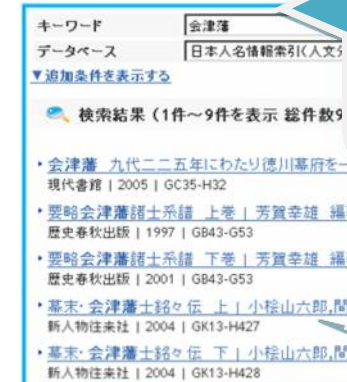 キーワード 会津藩
データベース 日本人名情報索引(人文分
▼追加条件を表示する
検索結果 (1件～9件を表示 総件数9
・会津藩 九代二二五年にわたり徳川幕府を一
現代書館 | 2005 | GC35-H32
・要略会津藩諸士系譜 上巻 | 芳賀幸雄 編
歴史春秋出版 | 1997 | GB43-G53
・要略会津藩諸士系譜 下巻 | 芳賀幸雄 編
歴史春秋出版 | 2001 | GB43-G53
・幕末・会津藩士銘々伝 上 | 小桧山六郎,間
新人物往来社 | 2004 | GK13-H427
・幕末・会津藩士銘々伝 下 | 小桧山六郎,間
新人物往来社 | 2004 | GK13-H428